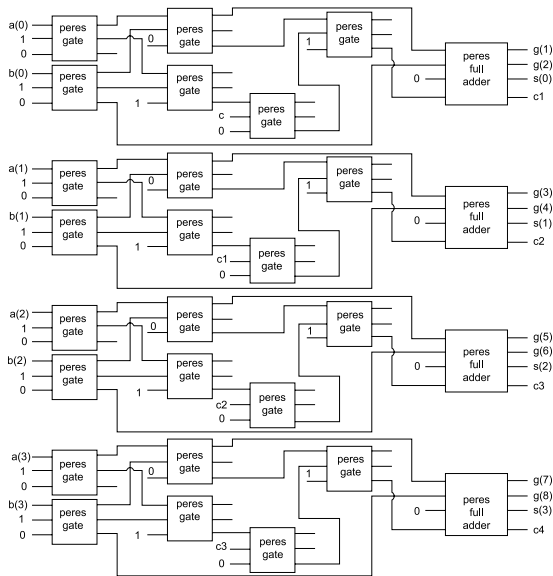 a(0) peres gate peres gate peres gate g(1)
1 0 1 peres full adder g(2)
0 0 s(0)
b(0) peres gate peres gate c1
1 peres gate
0 1 c
0
a(1) peres gate peres gate peres gate g(3)
1 0 1 peres full adder g(4)
0 0 s(1)
b(1) peres gate peres gate c2
1 peres gate
0 1 c1
0
a(2) peres gate peres gate peres gate g(5)
1 0 1 peres full adder g(6)
0 0 s(2)
b(2) peres gate peres gate c3
1 peres gate
0 1 c2
0
a(3) peres gate peres gate peres gate g(7)
1 0 1 peres full adder g(8)
0 0 s(3)
b(3) peres gate peres gate c4
1 peres gate
0 1 c3
0